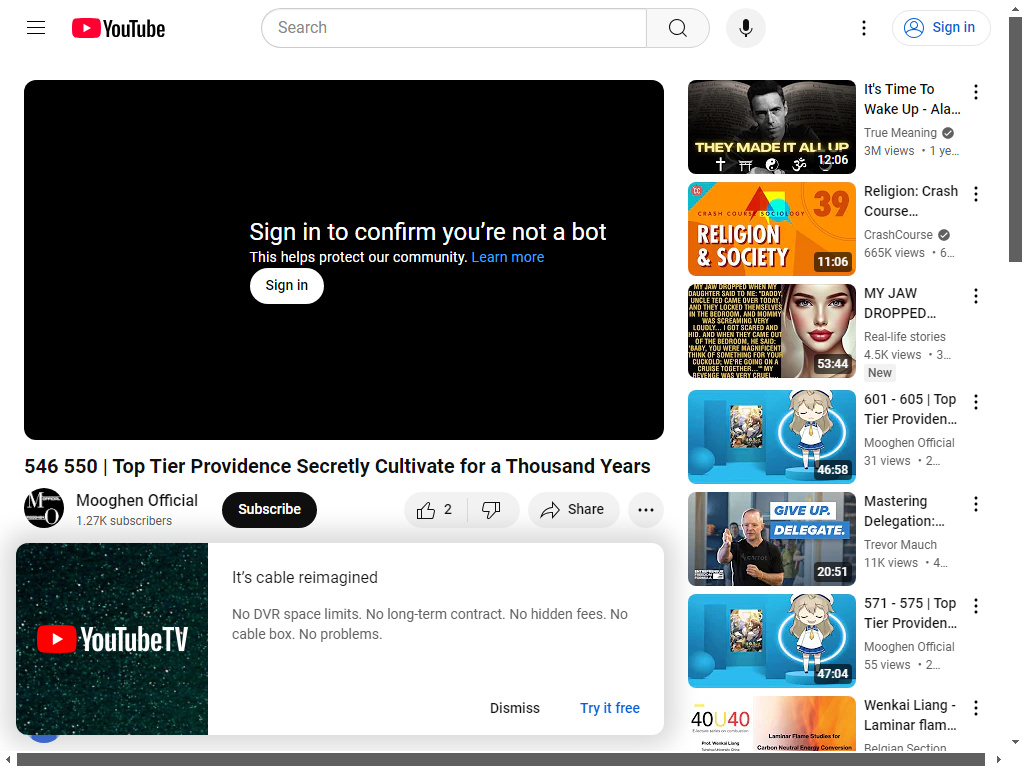 YouTube
Search
Sign in
Sign in to confirm you're not a bot
This helps protect our community. Learn more
Sign in
546 550 | Top Tier Providence Secretly Cultivate for a Thousand Years
Mooghen Official
1.27K subscribers
Subscribe
2
Share
YouTubeTV
It's cable reimagined
No DVR space limits. No long-term contract. No hidden fees. No
cable box. No problems.
Dismiss
Try it free
THEY MADE IT ALL UP
12:06
It's Time To
Wake Up - Ala...
True Meaning
3M views • 1 ye...
CC
CRASH COURSE SOCIOLOGY
39
RELIGION
& SOCIETY
11:06
Religion: Crash
Course...
CrashCourse
665K views • 6...
MY JAW DROPPED WHEN MY
DAUGHTER SAID TO ME: "DADDY,
UNCLE TED CAME OVER TODAY,
AND THEY LOCKED THEMSELVES
IN THE BEDROOM, AND MOMMY
WAS SCREAMING VERY
LOUDLY... I GOT SCARED AND
HID. AND WHEN THEY CAME OUT
OF THE BEDROOM, HE SAID:
'BABY, YOU WERE MAGNIFICENT
THINK OF SOMETHING FOR YOUR
CUCKOLD; WE'RE GOING ON A
CRUISE TOGETHER...'" MY
REVENGE WAS VERY CRUEL...
53:44
MY JAW
DROPPED...
Real-life stories
4.5K views • 3...
New
46:58
601 - 605 | Top
Tier Providen...
Mooghen Official
31 views • 2...
GIVE UP.
DELEGATE.
20:51
Mastering
Delegation:...
Trevor Mauch
11K views • 4...
47:04
571 - 575 | Top
Tier Providen...
Mooghen Official
55 views • 2...
40U40
Prof. Wenkai Liang
Laminar Flame Studies for
Carbon Neutral Energy Conversion
Wenkai Liang -
Laminar flam...
Belgian Section